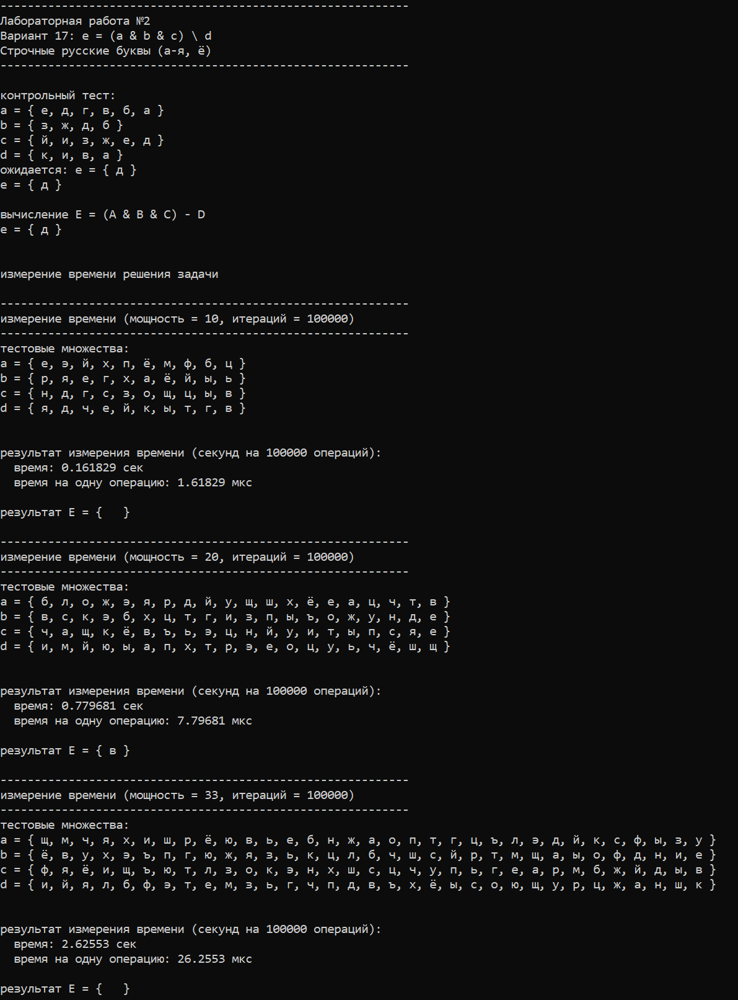 ------------------------------------------------------------
Лабораторная работа №2
Вариант 17: e = (a & b & c) \ d
Строчные русские буквы (а-я, ё)
------------------------------------------------------------
контрольный тест:
a = { е, д, г, в, б, а }
b = { з, ж, д, б }
c = { й, и, з, ж, е, д }
d = { к, и, в, а }
ожидается: e = { д }
e = { д }
вычисление E = (A & B & C) - D
e = { д }
измерение времени решения задачи
------------------------------------------------------------
измерение времени (мощность = 10, итераций = 100000)
------------------------------------------------------------
тестовые множества:
a = { е, э, й, х, п, ё, м, ф, б, ц }
b = { р, я, е, г, х, а, ё, й, ы, ь }
c = { н, д, г, с, з, о, щ, ц, ы, в }
d = { я, д, ч, е, й, к, ы, т, г, в }
результат измерения времени (секунд на 100000 операций):
  время: 0.161829 сек
  время на одну операцию: 1.61829 мкс
результат E = {   }
------------------------------------------------------------
измерение времени (мощность = 20, итераций = 100000)
------------------------------------------------------------
тестовые множества:
a = { б, л, о, ж, э, я, р, д, й, у, щ, ш, х, ё, е, а, ц, ч, т, в }
b = { в, с, к, э, б, х, ц, т, г, и, з, п, ы, ъ, о, ж, у, н, д, е }
c = { ч, а, щ, к, ё, в, ъ, ь, э, ц, н, й, у, и, т, ы, п, с, я, е }
d = { и, м, й, ю, ы, а, п, х, т, р, э, е, о, ц, у, ь, ч, ё, ш, щ }
результат измерения времени (секунд на 100000 операций):
  время: 0.779681 сек
  время на одну операцию: 7.79681 мкс
результат E = { в }
------------------------------------------------------------
измерение времени (мощность = 33, итераций = 100000)
------------------------------------------------------------
тестовые множества:
a = { щ, м, ч, я, х, и, ш, р, ё, ю, в, ь, е, б, н, ж, а, о, п, т, г, ц, ъ, л, э, д, й, к, с, ф, ы, з, у }
b = { ё, в, у, х, э, ъ, п, г, ю, ж, я, з, ь, к, ц, л, б, ч, ш, с, й, р, т, м, щ, а, ы, о, ф, д, н, и, е }
c = { ф, я, ё, и, щ, ъ, ю, т, л, з, о, к, э, н, х, ш, с, ц, ч, у, п, ь, г, е, а, р, м, б, ж, й, д, ы, в }
d = { и, й, я, л, б, ф, э, т, е, м, з, ь, г, ч, п, д, в, ъ, х, ё, ы, с, о, ю, щ, у, р, ц, ж, а, н, ш, к }
результат измерения времени (секунд на 100000 операций):
  время: 2.62553 сек
  время на одну операцию: 26.2553 мкс
результат E = {   }